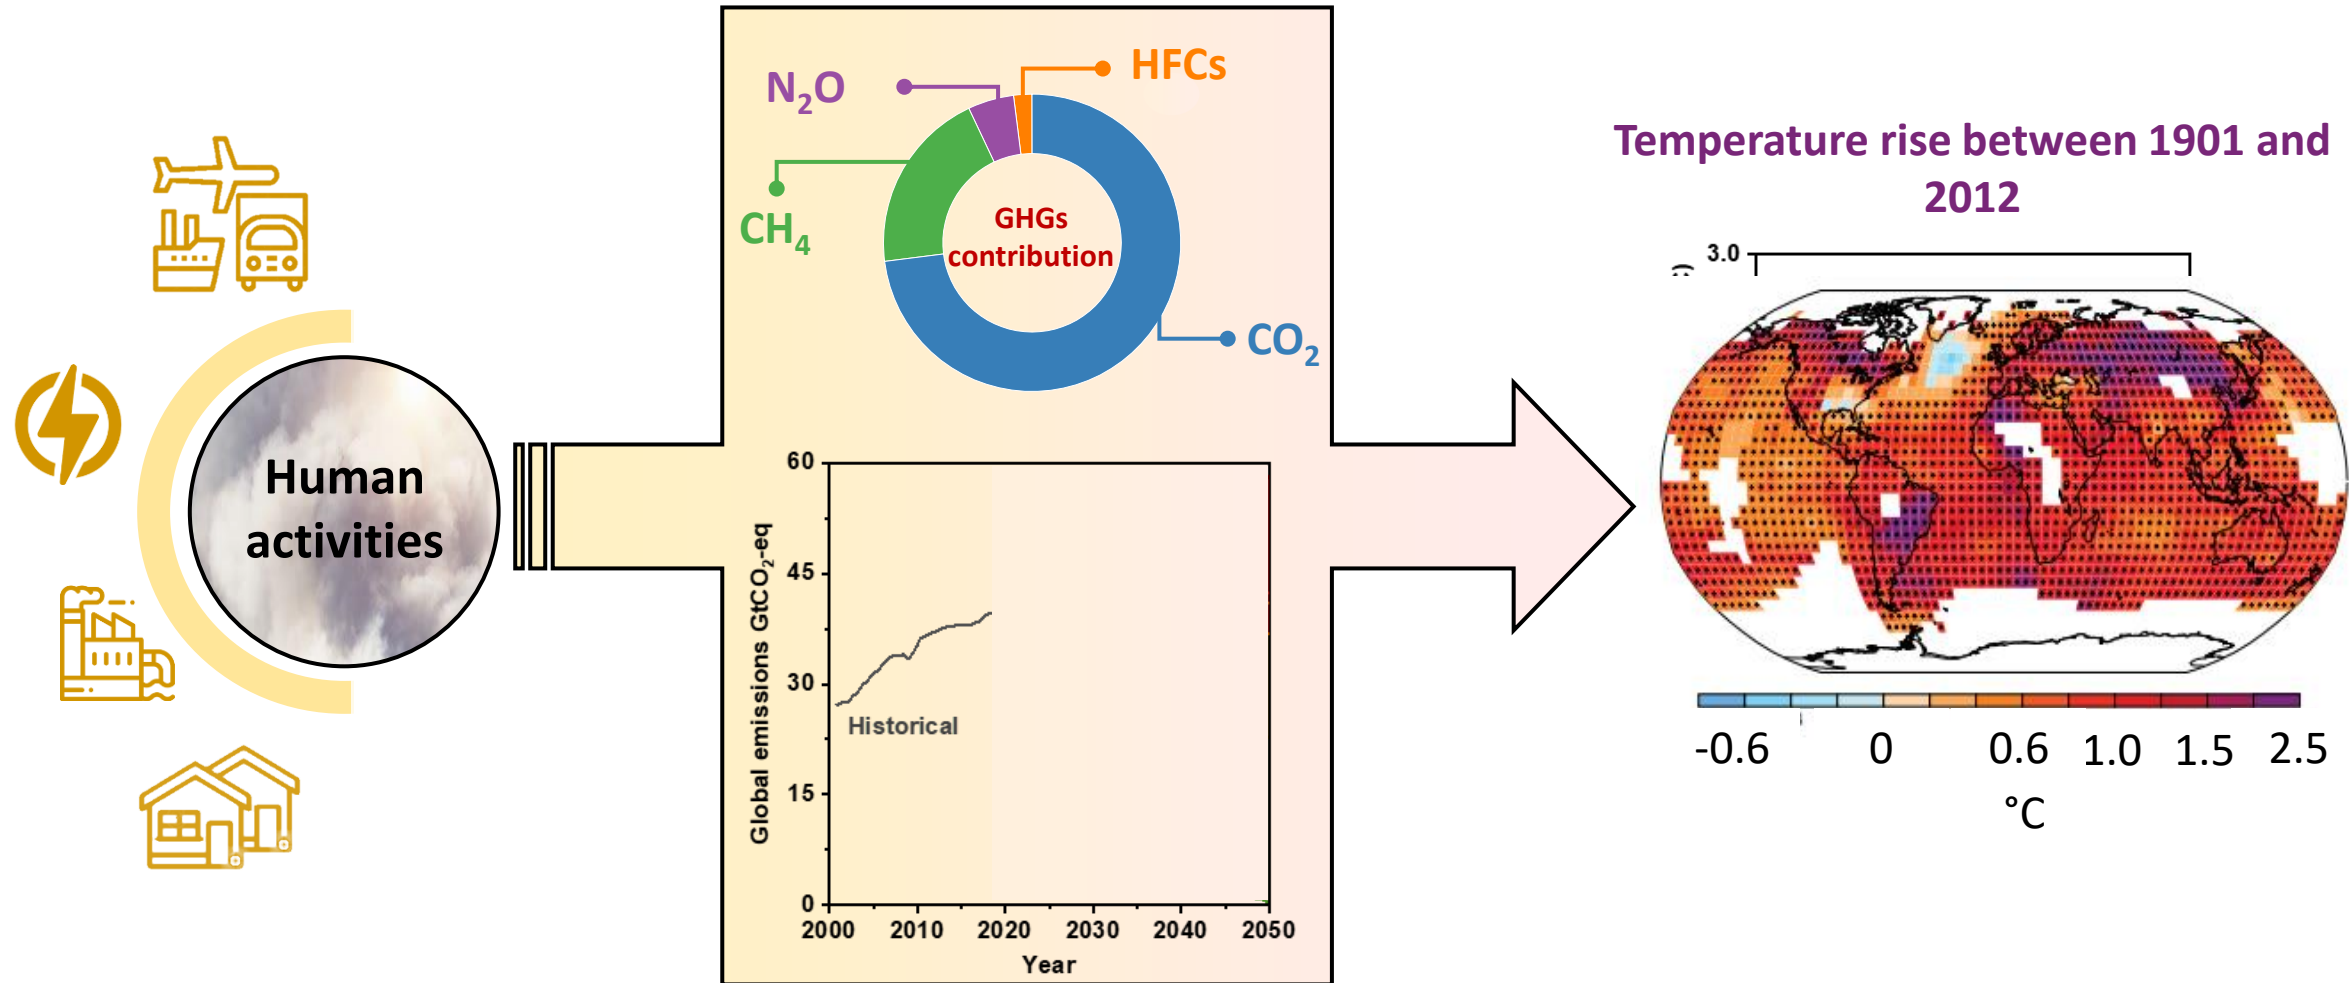 Human
activities
N₂O
HFCs
CH₄
GHGs
contribution
CO₂
Global emissions GtCO₂-eq
60
45
30
15
0
Historical
2000 2010 2020 2030 2040 2050
Year
Temperature rise between 1901 and
2012
3.0
-0.6 0 0.6 1.0 1.5 2.5
°C